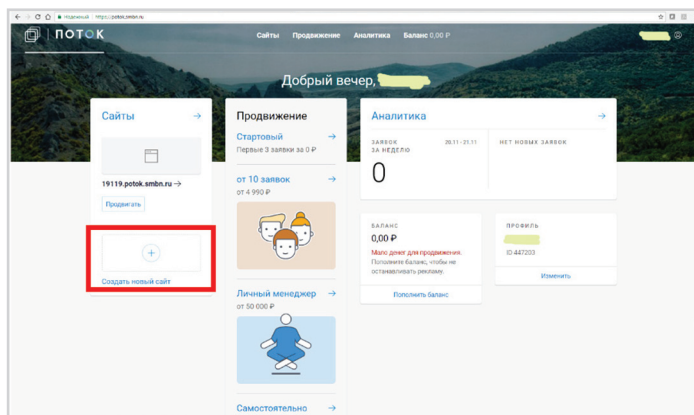 Надежный | https://potok.smbn.ru
ПОТОК
Сайты Продвижение Аналитика Баланс 0,00 ₽
Добрый вечер,
Сайты →
19119.potok.smbn.ru →
Продвигать
+
Создать новый сайт
Продвижение
Стартовый →
Первые 3 заявки за 0 ₽
от 10 заявок →
от 4 990 ₽
Личный менеджер →
от 50 000 ₽
Самостоятельно →
Аналитика →
ЗАЯВОК
ЗА НЕДЕЛЮ
20.11 - 21.11
0
НЕТ НОВЫХ ЗАЯВОК
БАЛАНС
0,00 ₽
Мало денег для продвижения.
Пополните баланс, чтобы не
останавливать рекламу.
Пополнить баланс
ПРОФИЛЬ
ID 447203
Изменить